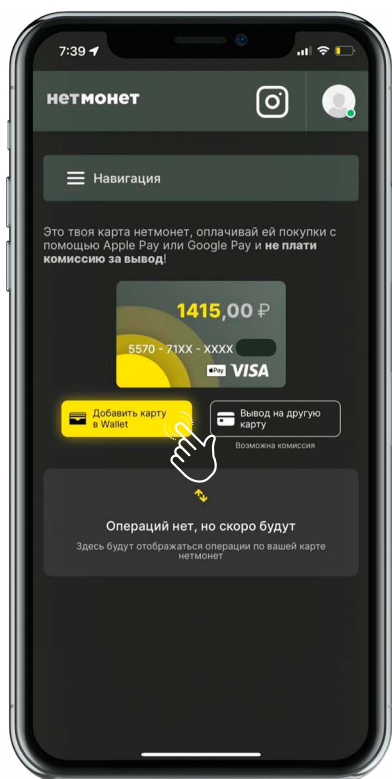 7:39
нетмонет
Навигация
Это твоя карта нетмонет, оплачивай ей покупки с
помощью Apple Pay или Google Pay и не плати
комиссию за вывод!
1415,00 ₽
5570 - 71XX - XXXX
Pay VISA
Добавить карту
в Wallet
Вывод на другую
карту
Возможна комиссия
Операций нет, но скоро будут
Здесь будут отображаться операции по вашей карте
нетмонет